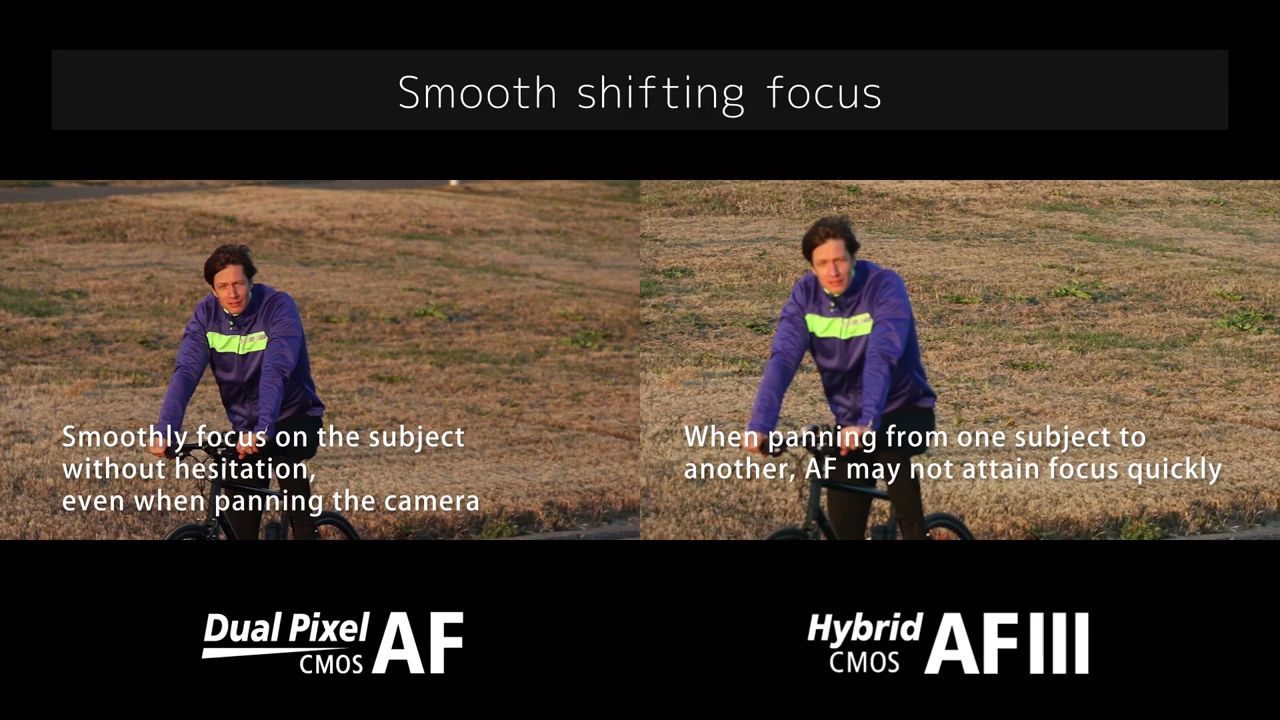 Smooth shifting focus
Smoothly focus on the subject
without hesitation,
even when panning the camera
When panning from one subject to
another, AF may not attain focus quickly
Dual Pixel
CMOS AF
Hybrid
CMOS AF III